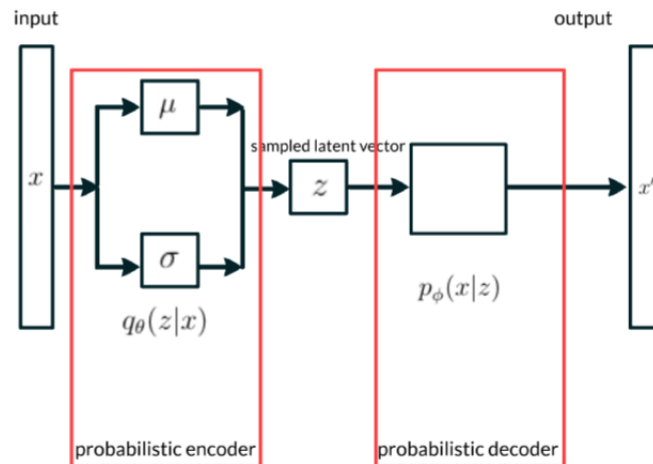 input
output
μ
sampled latent vector
x
z
x'
σ
q_θ(z|x)
p_ϕ(x|z)
probabilistic encoder
probabilistic decoder